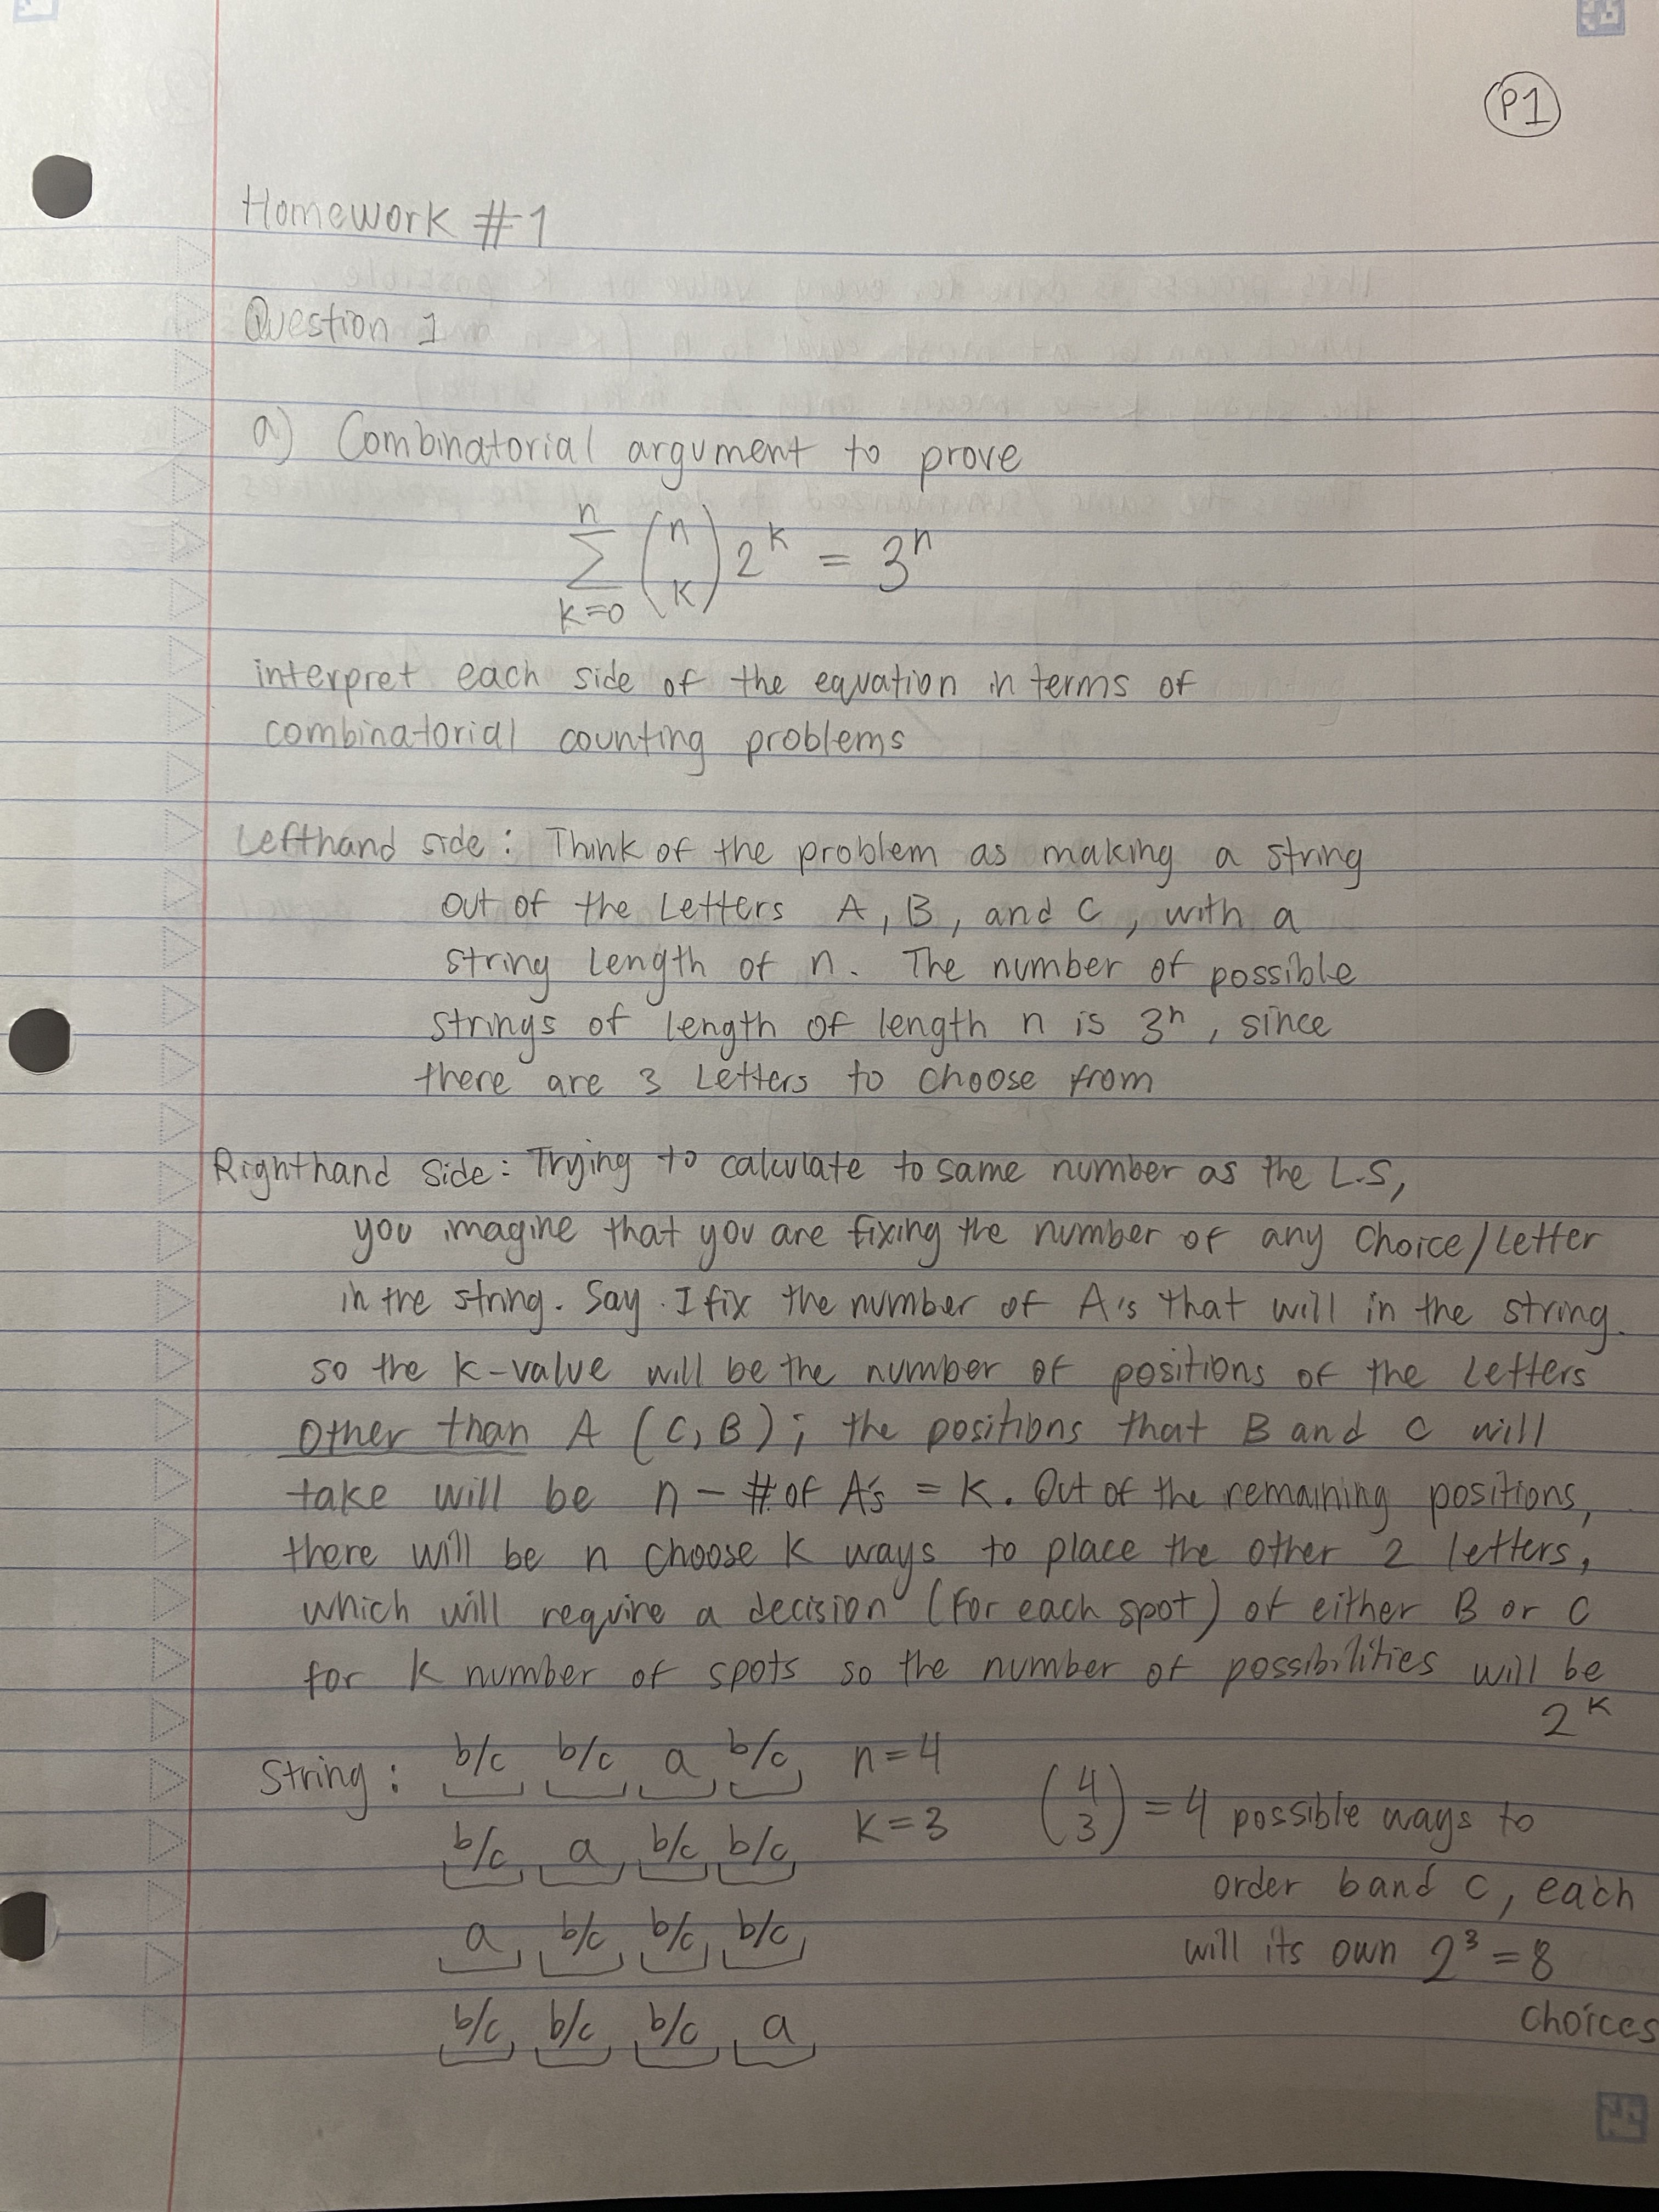 P1
Homework #1
Question 1
a) Combinatorial argument to prove
n
∑ (n k) 2^k = 3^n
k=0
interpret each side of the equation in terms of
combinatorial counting problems
Lefthand side: Think of the problem as making a string
out of the Letters A, B, and C, with a
string length of n. The number of possible
strings of length of length n is 3^n, since
there are 3 Letters to choose from
Righthand side: Trying to calculate to same number as the L.S,
you imagine that you are fixing the number of any choice/letter
in the string. Say I fix the number of A's that will in the string.
so the k-value will be the number of positions of the letters
other than A (C, B); the positions that B and C will
take will be n - # of A's = k. Out of the remaining positions,
there will be n choose k ways to place the other 2 letters,
which will require a decision (for each spot) of either B or C
for k number of spots so the number of possibilities will be
2^k
String: b/c b/c a b/c n=4
b/c a b/c b/c k=3 (4 3) = 4 possible ways to
order b and c, each
a b/c b/c b/c will its own 2^3 = 8
choices
b/c b/c b/c a